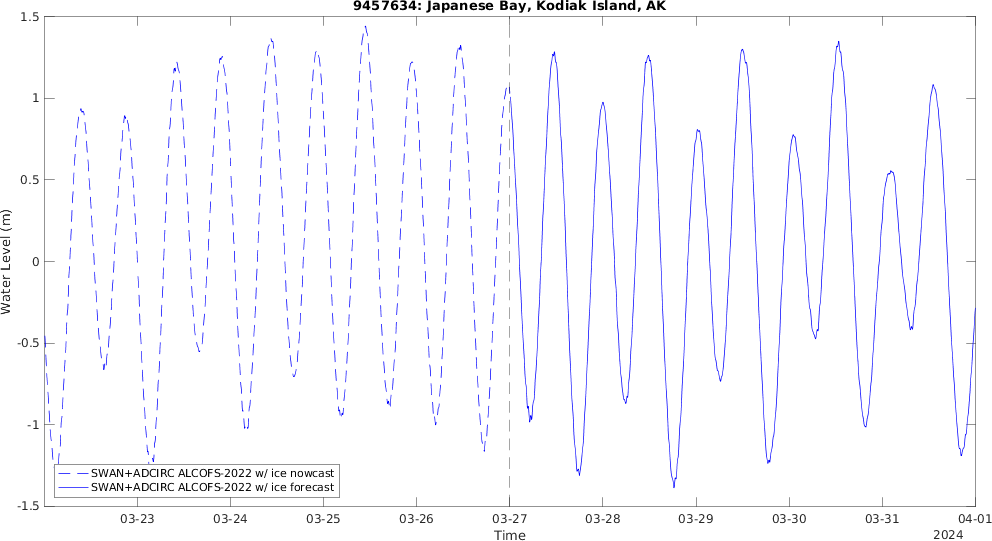 9457634: Japanese Bay, Kodiak Island, AK
1.5
1
0.5
0
-0.5
-1
-1.5
Water Level (m)
SWAN+ADCIRC ALCOFS-2022 w/ ice nowcast
SWAN+ADCIRC ALCOFS-2022 w/ ice forecast
03-23 03-24 03-25 03-26 03-27 03-28 03-29 03-30 03-31 04-01
Time
2024